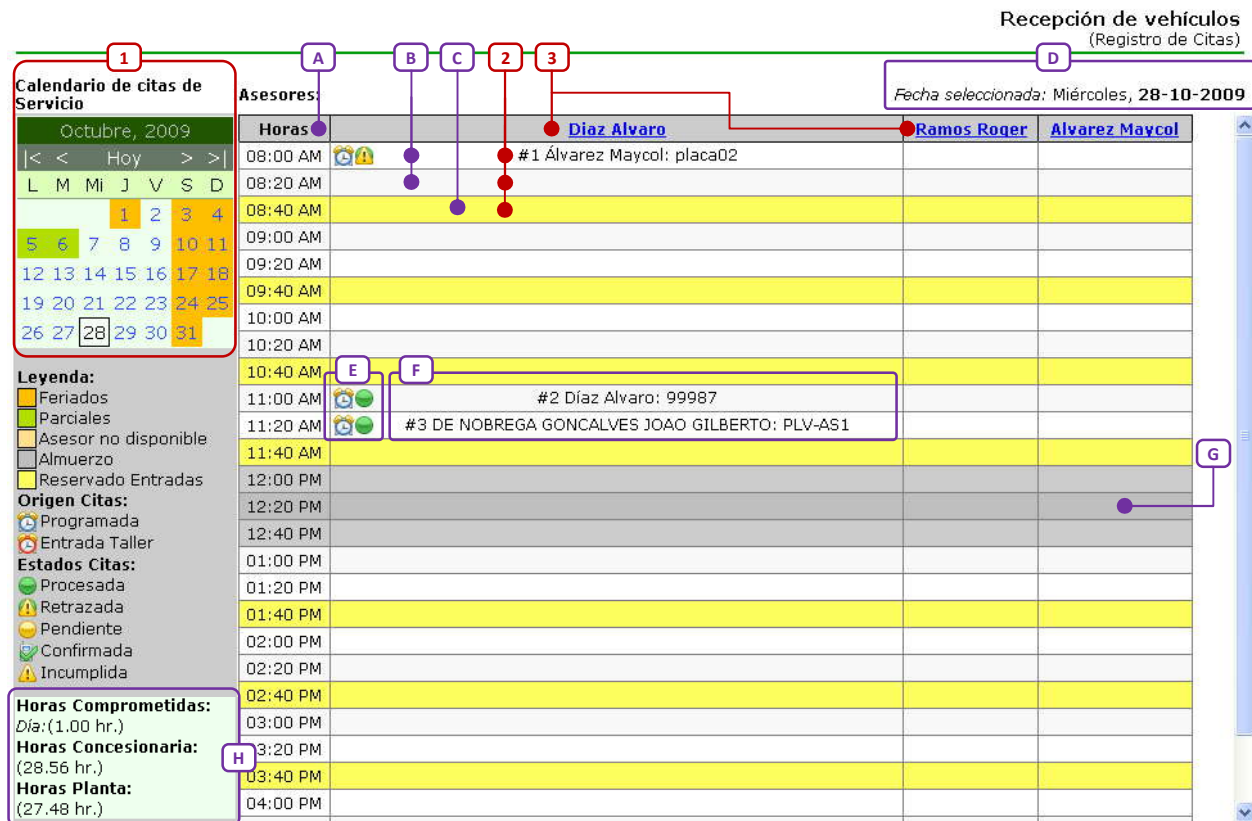 Recepción de vehículos
(Registro de Citas)
1
A
B
C
2
3
D
Calendario de citas de
Servicio
Asesores:
Fecha seleccionada: Miércoles, 28-10-2009
Octubre, 2009
|< < Hoy > >|
L M Mi J V S D
1 2 3 4
5 6 7 8 9 10 11
12 13 14 15 16 17 18
19 20 21 22 23 24 25
26 27 28 29 30 31
Horas Diaz Alvaro Ramos Roger Alvarez Maycol
08:00 AM #1 Álvarez Maycol: placa02
08:20 AM
08:40 AM
09:00 AM
09:20 AM
09:40 AM
10:00 AM
10:20 AM
10:40 AM
E
F
11:00 AM #2 Díaz Alvaro: 99987
11:20 AM #3 DE NOBREGA GONCALVES JOAO GILBERTO: PLV-AS1
11:40 AM
G
12:00 PM
12:20 PM
12:40 PM
01:00 PM
01:20 PM
01:40 PM
02:00 PM
02:20 PM
02:40 PM
03:00 PM
3:20 PM
03:40 PM
04:00 PM
Leyenda:
Feriados
Parciales
Asesor no disponible
Almuerzo
Reservado Entradas
Origen Citas:
Programada
Entrada Taller
Estados Citas:
Procesada
Retrazada
Pendiente
Confirmada
Incumplida
Horas Comprometidas:
Día:(1.00 hr.)
Horas Concesionaria:
(28.56 hr.)
Horas Planta:
(27.48 hr.)
H